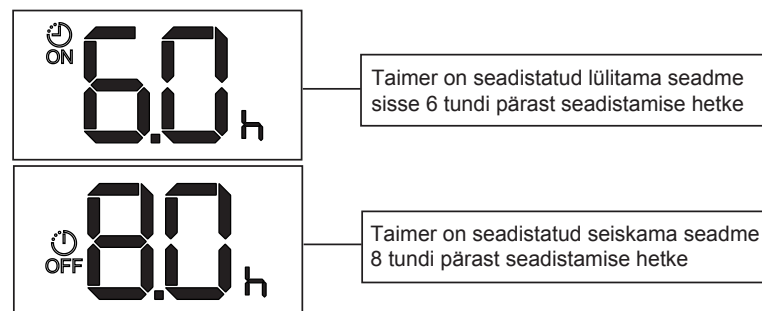 ON
6.0 h
Taimer on seadistatud lülitama seadme
sisse 6 tundi pärast seadistamise hetke
OFF
8.0 h
Taimer on seadistatud seiskama seadme
8 tundi pärast seadistamise hetke